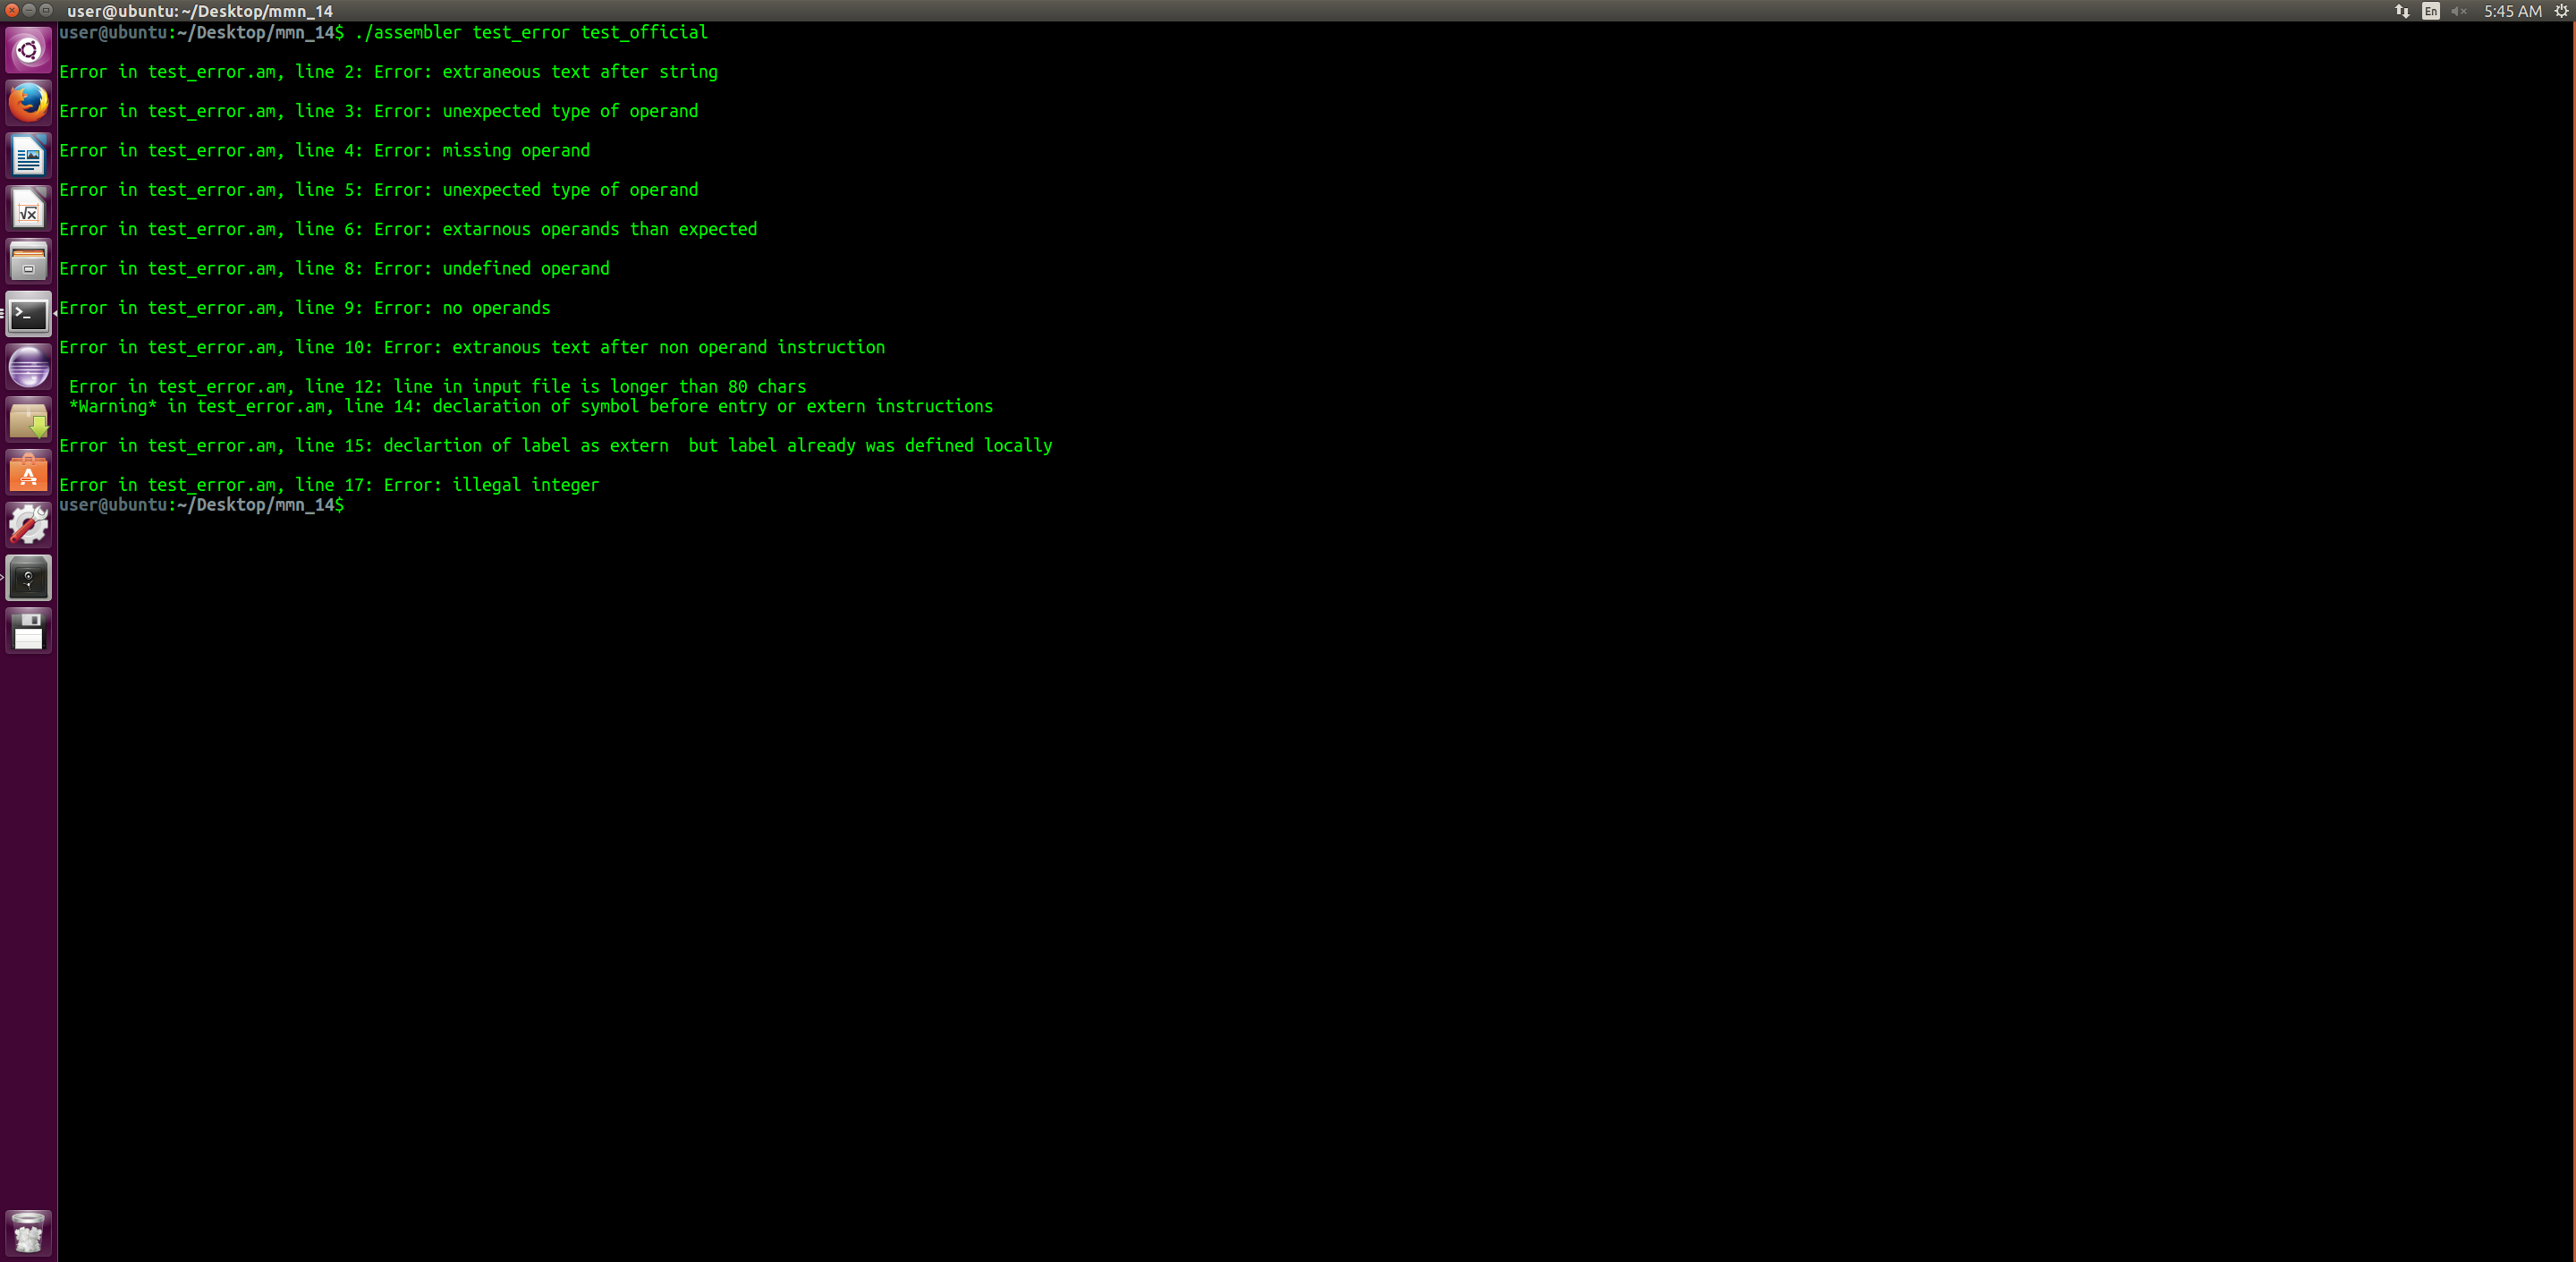 user@ubuntu: ~/Desktop/mmn_14
En
5:45 AM
user@ubuntu:~/Desktop/mmn_14$ ./assembler test_error test_official
Error in test_error.am, line 2: Error: extraneous text after string
Error in test_error.am, line 3: Error: unexpected type of operand
Error in test_error.am, line 4: Error: missing operand
Error in test_error.am, line 5: Error: unexpected type of operand
Error in test_error.am, line 6: Error: extarnous operands than expected
Error in test_error.am, line 8: Error: undefined operand
Error in test_error.am, line 9: Error: no operands
Error in test_error.am, line 10: Error: extranous text after non operand instruction
Error in test_error.am, line 12: line in input file is longer than 80 chars
*Warning* in test_error.am, line 14: declaration of symbol before entry or extern instructions
Error in test_error.am, line 15: declartion of label as extern  but label already was defined locally
Error in test_error.am, line 17: Error: illegal integer
user@ubuntu:~/Desktop/mmn_14$